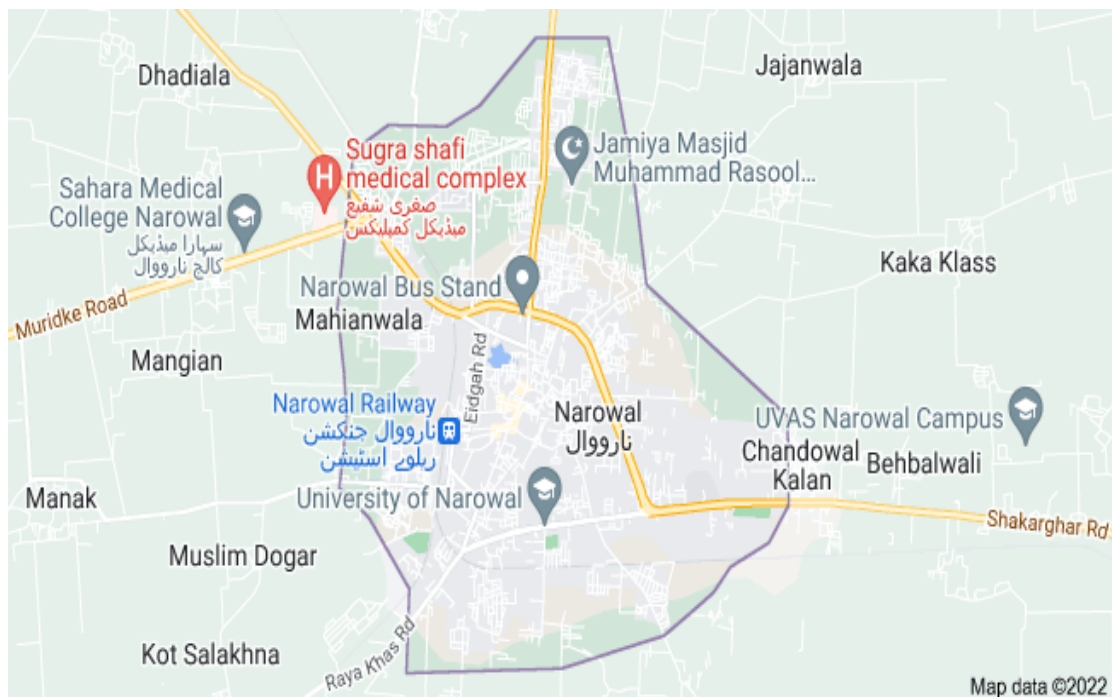 Dhadiala
Jajanwala
Sugra shafi
medical complex
صغری شفیع
میڈیکل کمپلیکس
Jamiya Masjid
Muhammad Rasool...
Sahara Medical
College Narowal
سہارا میڈیکل
کالج نارووال
Kaka Klass
Narowal Bus Stand
Muridke Road
Mahianwala
Mangian
Eidgah Rd
Narowal Railway
نارووال جنکشن
ریلوے اسٹیشن
Narowal
نارووال
UVAS Narowal Campus
Chandowal
Kalan
Behbalwali
Manak
University of Narowal
Shakarghar Rd
Muslim Dogar
Kot Salakhna
Raya Khas Rd
Map data ©2022